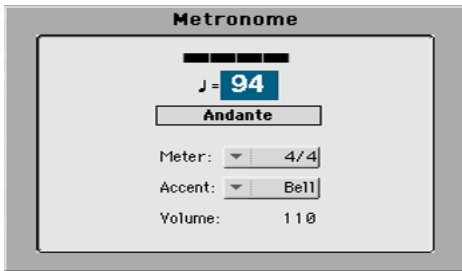 Metronome
♩= 94
Andante
Meter: 4/4
Accent: Bell
Volume: 110